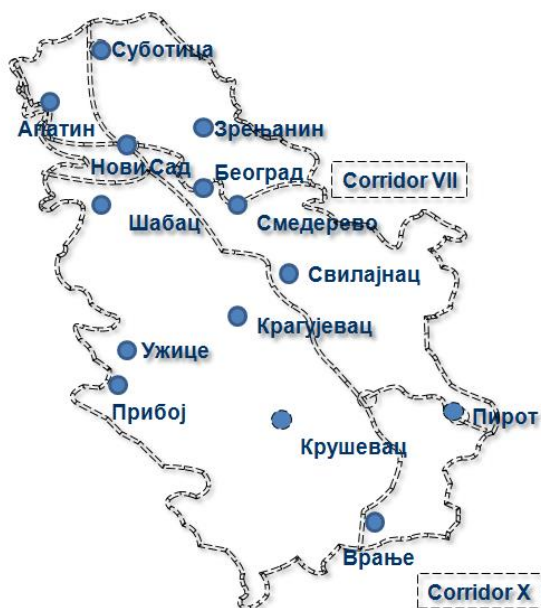 Суботица
Апатин
Зрењанин
Нови Сад
Београд
Corridor VII
Шабац
Смедерево
Свилајнац
Крагујевац
Ужице
Прибој
Пирот
Крушевац
Врање
Corridor X